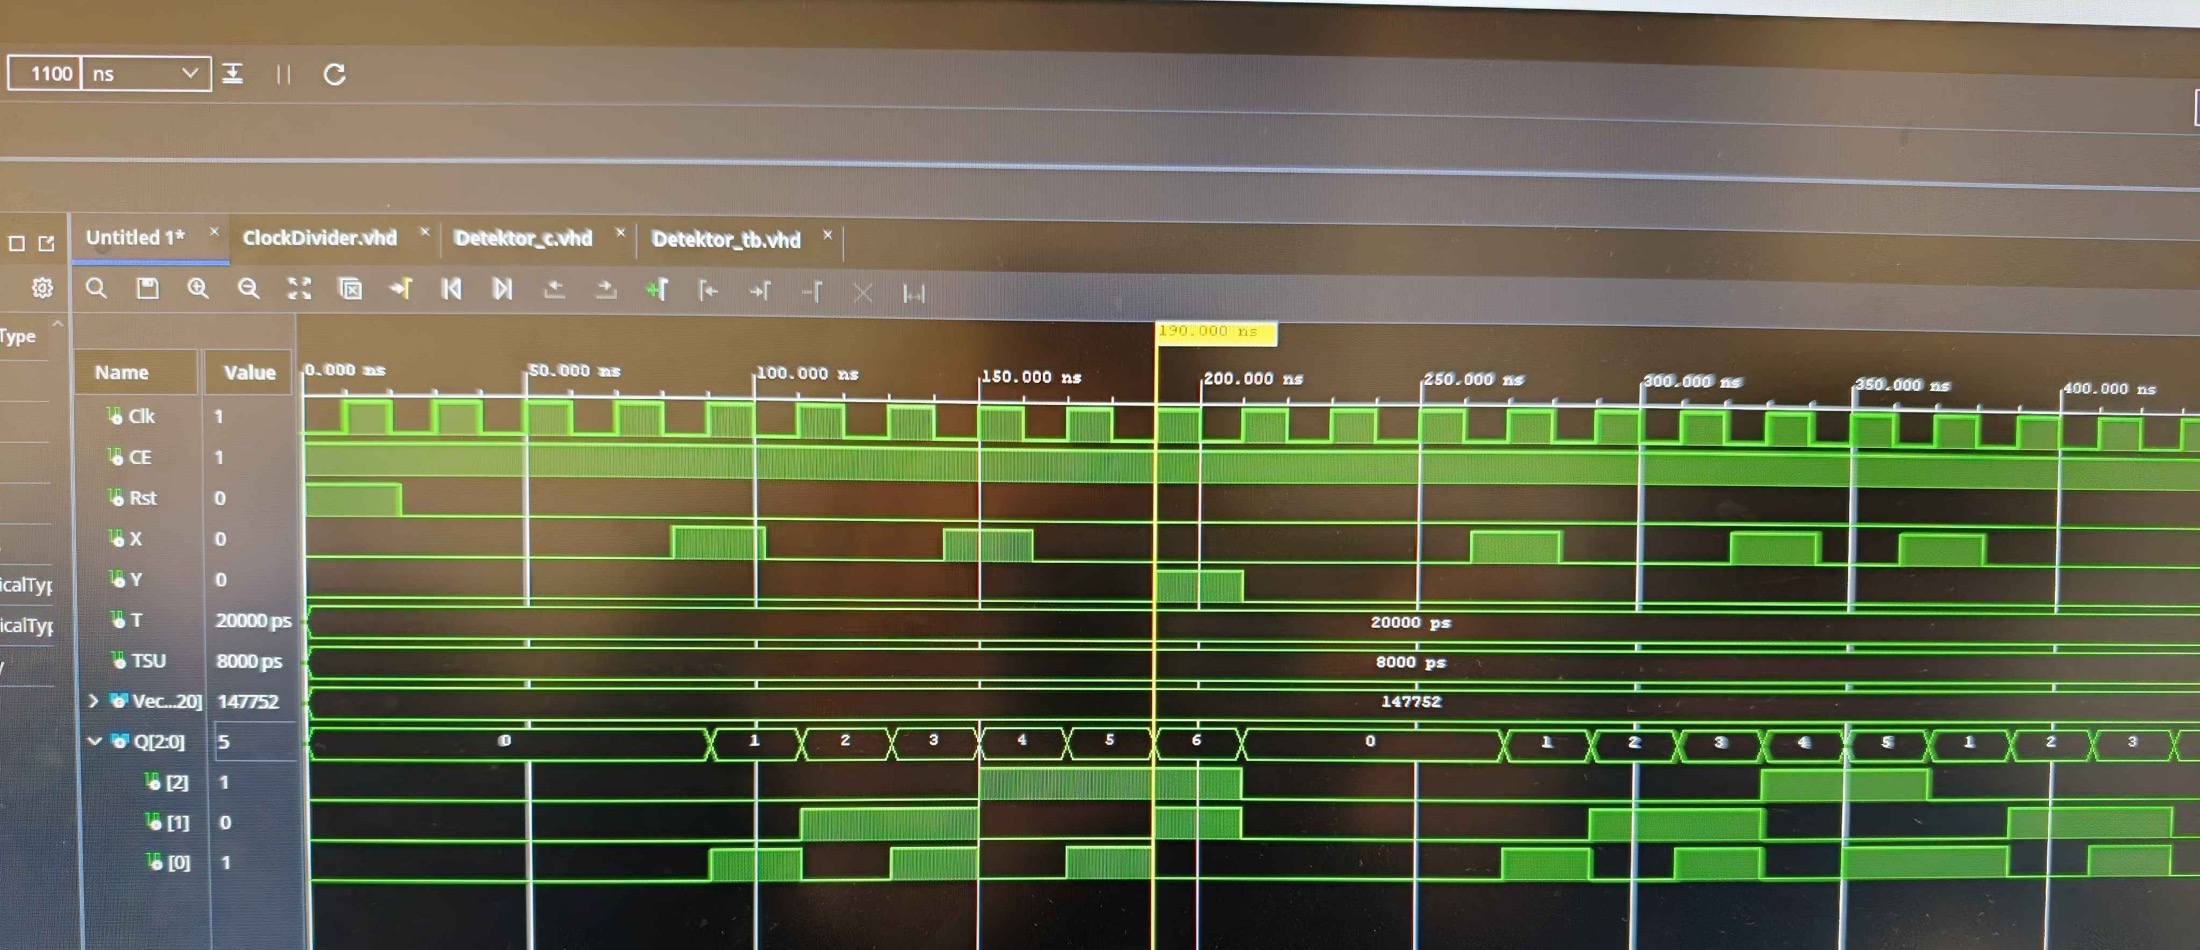 1100 ns
Untitled 1* × ClockDivider.vhd × Detektor_c.vhd × Detektor_tb.vhd ×
Type
190.000 ns
Name Value
0.000 ns 50.000 ns 100.000 ns 150.000 ns 200.000 ns 250.000 ns 300.000 ns 350.000 ns 400.000 ns
Clk 1
CE 1
Rst 0
X 0
icalTyp Y 0
icalTyp T 20000 ps 20000 ps
TSU 8000 ps 8000 ps
Vec...20] 147752 147752
Q[2:0] 5 0 1 2 3 4 5 6 0 1 2 3 4 5 1 2 3
[2] 1
[1] 0
[0] 1